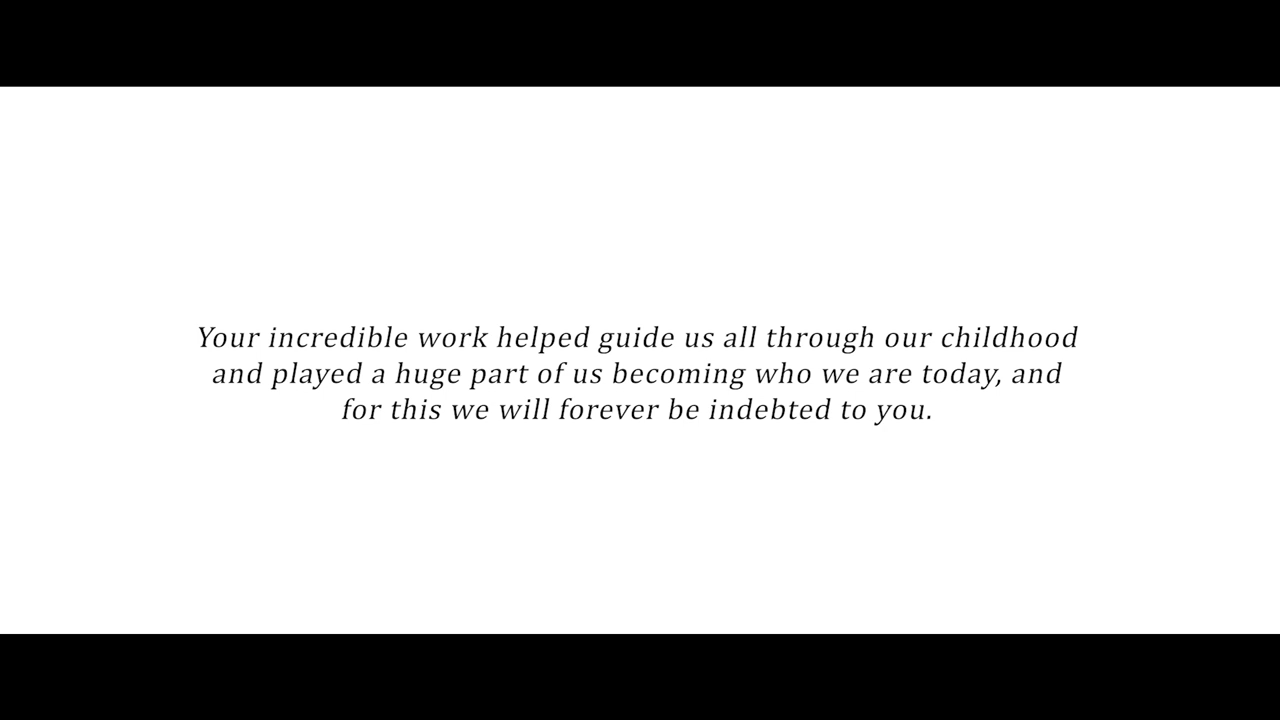 Your incredible work helped guide us all through our childhood
and played a huge part of us becoming who we are today, and
for this we will forever be indebted to you.